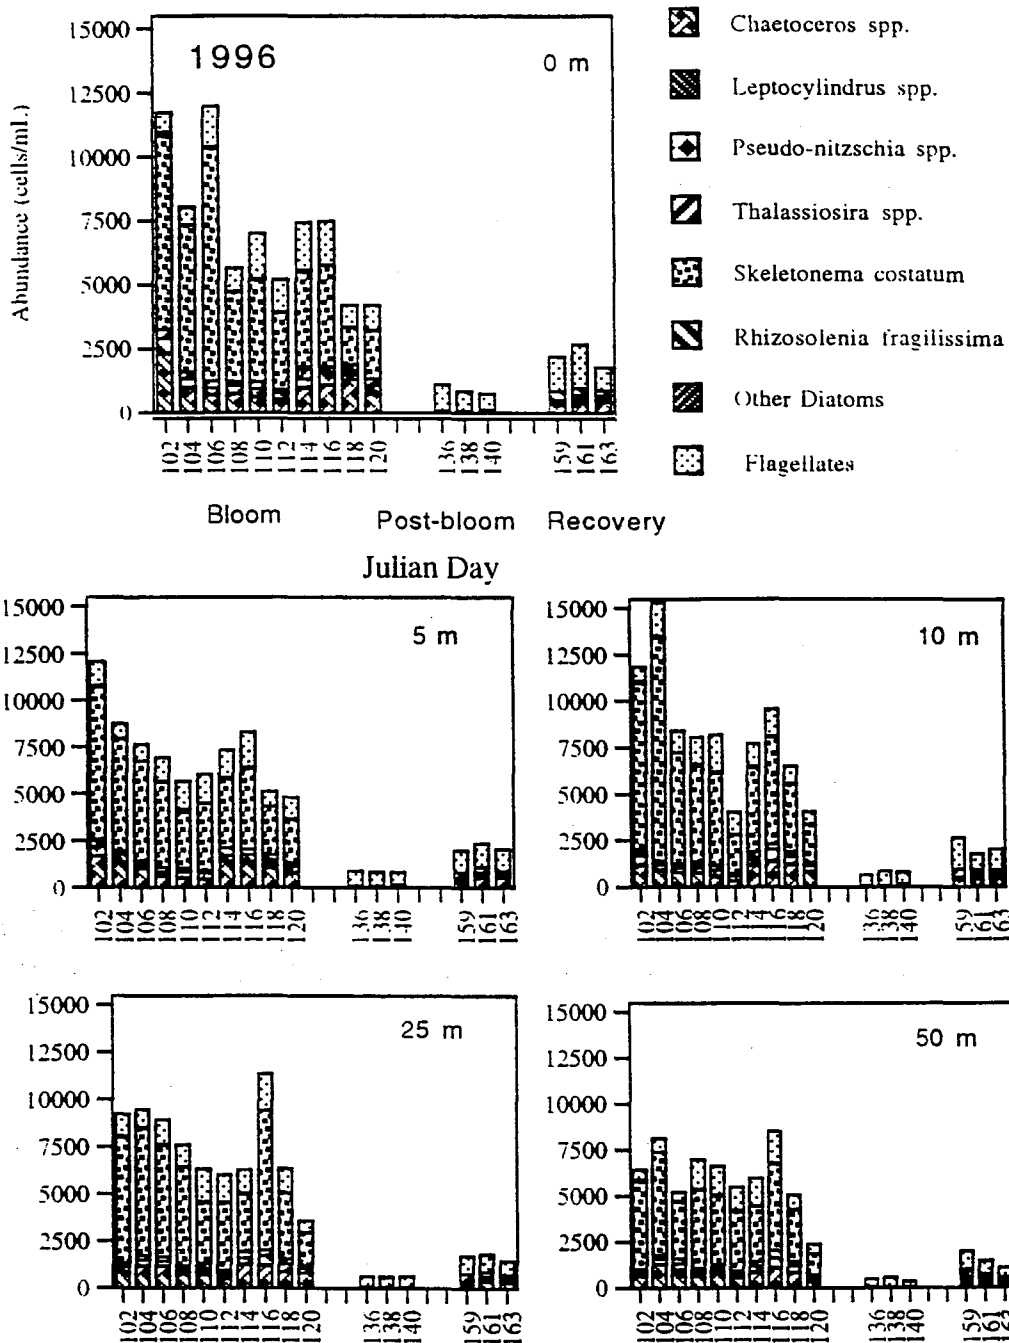 1996
0 m
Abundance (cells/mL)
15000
12500
10000
7500
5000
2500
0
102 104 106 108 110 112 114 116 118 120 136 138 140 159 161 163
Bloom Post-bloom Recovery
Julian Day
Chaetoceros spp.
Leptocylindrus spp.
Pseudo-nitzschia spp.
Thalassiosira spp.
Skeletonema costatum
Rhizosolenia fragilissima
Other Diatoms
Flagellates
5 m
15000
12500
10000
7500
5000
2500
0
102 104 106 108 110 112 114 116 118 120 136 138 140 159 161 163
10 m
15000
12500
10000
7500
5000
2500
0
102 104 106 108 110 112 114 116 118 120 136 138 140 159 161 163
25 m
15000
12500
10000
7500
5000
2500
0
102 104 106 108 110 112 114 116 118 120 136 138 140 159 161 163
50 m
15000
12500
10000
7500
5000
2500
0
102 104 106 108 110 112 114 116 118 120 136 138 140 159 161